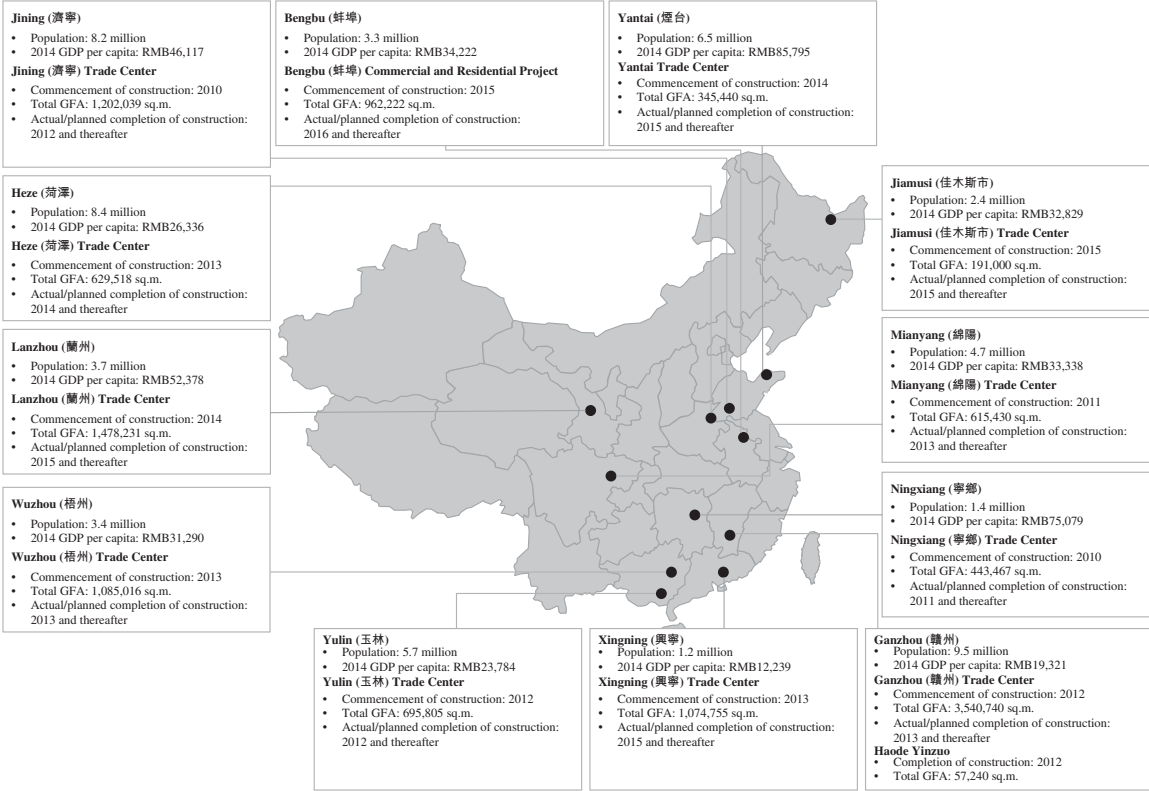 Jining (濟寧)
• Population: 8.2 million
• 2014 GDP per capita: RMB46,117
Jining (濟寧) Trade Center
• Commencement of construction: 2010
• Total GFA: 1,202,039 sq.m.
• Actual/planned completion of construction:
2012 and thereafter
Bengbu (蚌埠)
• Population: 3.3 million
• 2014 GDP per capita: RMB34,222
Bengbu (蚌埠) Commercial and Residential Project
• Commencement of construction: 2015
• Total GFA: 962,222 sq.m.
• Actual/planned completion of construction:
2016 and thereafter
Yantai (煙台)
• Population: 6.5 million
• 2014 GDP per capita: RMB85,795
Yantai Trade Center
• Commencement of construction: 2014
• Total GFA: 345,440 sq.m.
• Actual/planned completion of construction:
2015 and thereafter
Heze (菏澤)
• Population: 8.4 million
• 2014 GDP per capita: RMB26,336
Heze (菏澤) Trade Center
• Commencement of construction: 2013
• Total GFA: 629,518 sq.m.
• Actual/planned completion of construction:
2014 and thereafter
Jiamusi (佳木斯市)
• Population: 2.4 million
• 2014 GDP per capita: RMB32,829
Jiamusi (佳木斯市) Trade Center
• Commencement of construction: 2015
• Total GFA: 191,000 sq.m.
• Actual/planned completion of construction:
2015 and thereafter
Lanzhou (蘭州)
• Population: 3.7 million
• 2014 GDP per capita: RMB52,378
Lanzhou (蘭州) Trade Center
• Commencement of construction: 2014
• Total GFA: 1,478,231 sq.m.
• Actual/planned completion of construction:
2015 and thereafter
Mianyang (綿陽)
• Population: 4.7 million
• 2014 GDP per capita: RMB33,338
Mianyang (綿陽) Trade Center
• Commencement of construction: 2011
• Total GFA: 615,430 sq.m.
• Actual/planned completion of construction:
2013 and thereafter
Wuzhou (梧州)
• Population: 3.4 million
• 2014 GDP per capita: RMB31,290
Wuzhou (梧州) Trade Center
• Commencement of construction: 2013
• Total GFA: 1,085,016 sq.m.
• Actual/planned completion of construction:
2013 and thereafter
Ningxiang (寧鄉)
• Population: 1.4 million
• 2014 GDP per capita: RMB75,079
Ningxiang (寧鄉) Trade Center
• Commencement of construction: 2010
• Total GFA: 443,467 sq.m.
• Actual/planned completion of construction:
2011 and thereafter
Yulin (玉林)
• Population: 5.7 million
• 2014 GDP per capita: RMB23,784
Yulin (玉林) Trade Center
• Commencement of construction: 2012
• Total GFA: 695,805 sq.m.
• Actual/planned completion of construction:
2012 and thereafter
Xingning (興寧)
• Population: 1.2 million
• 2014 GDP per capita: RMB12,239
Xingning (興寧) Trade Center
• Commencement of construction: 2013
• Total GFA: 1,074,755 sq.m.
• Actual/planned completion of construction:
2015 and thereafter
Ganzhou (贛州)
• Population: 9.5 million
• 2014 GDP per capita: RMB19,321
Ganzhou (贛州) Trade Center
• Commencement of construction: 2012
• Total GFA: 3,540,740 sq.m.
• Actual/planned completion of construction:
2013 and thereafter
Haode Yinzuo
• Completion of construction: 2012
• Total GFA: 57,240 sq.m.